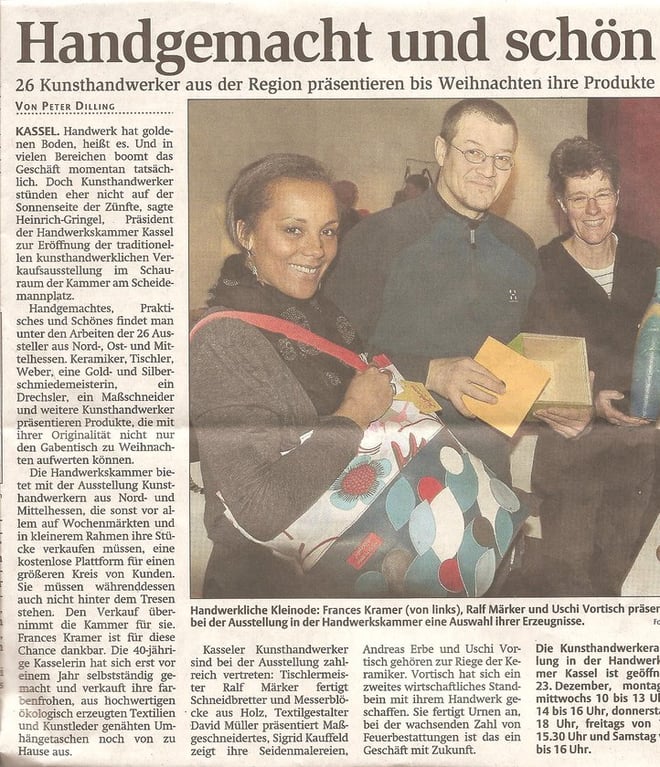 Handgemacht und schön
26 Kunsthandwerker aus der Region präsentieren bis Weihnachten ihre Produkte
VON PETER DILLING
KASSEL. Handwerk hat golde-
nen Boden, heißt es. Und in
vielen Bereichen boomt das
Geschäft momentan tatsäch-
lich. Doch Kunsthandwerker
stünden eher nicht auf der
Sonnenseite der Zünfte, sagte
Heinrich-Gringel, Präsident
der Handwerkskammer Kassel
zur Eröffnung der traditionel-
len kunsthandwerklichen Ver-
kaufsausstellung im Schau-
raum der Kammer am Scheide-
mannplatz.
Handgemachtes, Prakti-
sches und Schönes findet man
unter den Arbeiten der 26 Aus-
steller aus Nord-, Ost- und Mit-
telhessen. Keramiker, Tischler,
Weber, eine Gold- und Silber-
schmiedemeisterin, ein
Drechsler, ein Maßschneider
und weitere Kunsthandwerker
präsentieren Produkte, die mit
ihrer Originalität nicht nur
den Gabentisch zu Weihnach-
ten aufwerten können.
Die Handwerkskammer bie-
tet mit der Ausstellung Kunst-
handwerkern aus Nord- und
Mittelhessen, die sonst vor al-
lem auf Wochenmärkten und
in kleinerem Rahmen ihre Stü-
cke verkaufen müssen, eine
kostenlose Plattform für einen
größeren Kreis von Kunden.
Sie müssen währenddessen
auch nicht hinter dem Tresen
stehen. Den Verkauf über-
nimmt die Kammer für sie.
Frances Kramer ist für diese
Chance dankbar. Die 40-jähri-
ge Kasselerin hat sich erst vor
einem Jahr selbstständig ge-
macht und verkauft ihre far-
benfrohen, aus hochwertigen
ökologisch erzeugten Textilien
und Kunstleder genähten Um-
hängetaschen noch von zu
Hause aus.
Handwerkliche Kleinode: Frances Kramer (von links), Ralf Märker und Uschi Vortisch präsen
bei der Ausstellung in der Handwerkskammer eine Auswahl ihrer Erzeugnisse. Fo
Kasseler Kunsthandwerker
sind bei der Ausstellung zahl-
reich vertreten: Tischlermeis-
ter Ralf Märker fertigt
Schneidbretter und Messerblö-
cke aus Holz, Textilgestalter
David Müller präsentiert Maß-
geschneidertes, Sigrid Kauffeld
zeigt ihre Seidenmalereien,
Andreas Erbe und Uschi Vor-
tisch gehören zur Riege der Ke-
ramiker. Vortisch hat sich ein
zweites wirtschaftliches Stand-
bein mit ihrem Handwerk ge-
schaffen. Sie fertigt Urnen an,
bei der wachsenden Zahl von
Feuerbestattungen ist das ein
Geschäft mit Zukunft.
Die Kunsthandwerkera
lung in der Handwerk
mer Kassel ist geöffn
23. Dezember, montag
mittwochs 10 bis 13 Uh
14 bis 16 Uhr, donnersta
18 Uhr, freitags von
15.30 Uhr und Samstag
bis 16 Uhr.